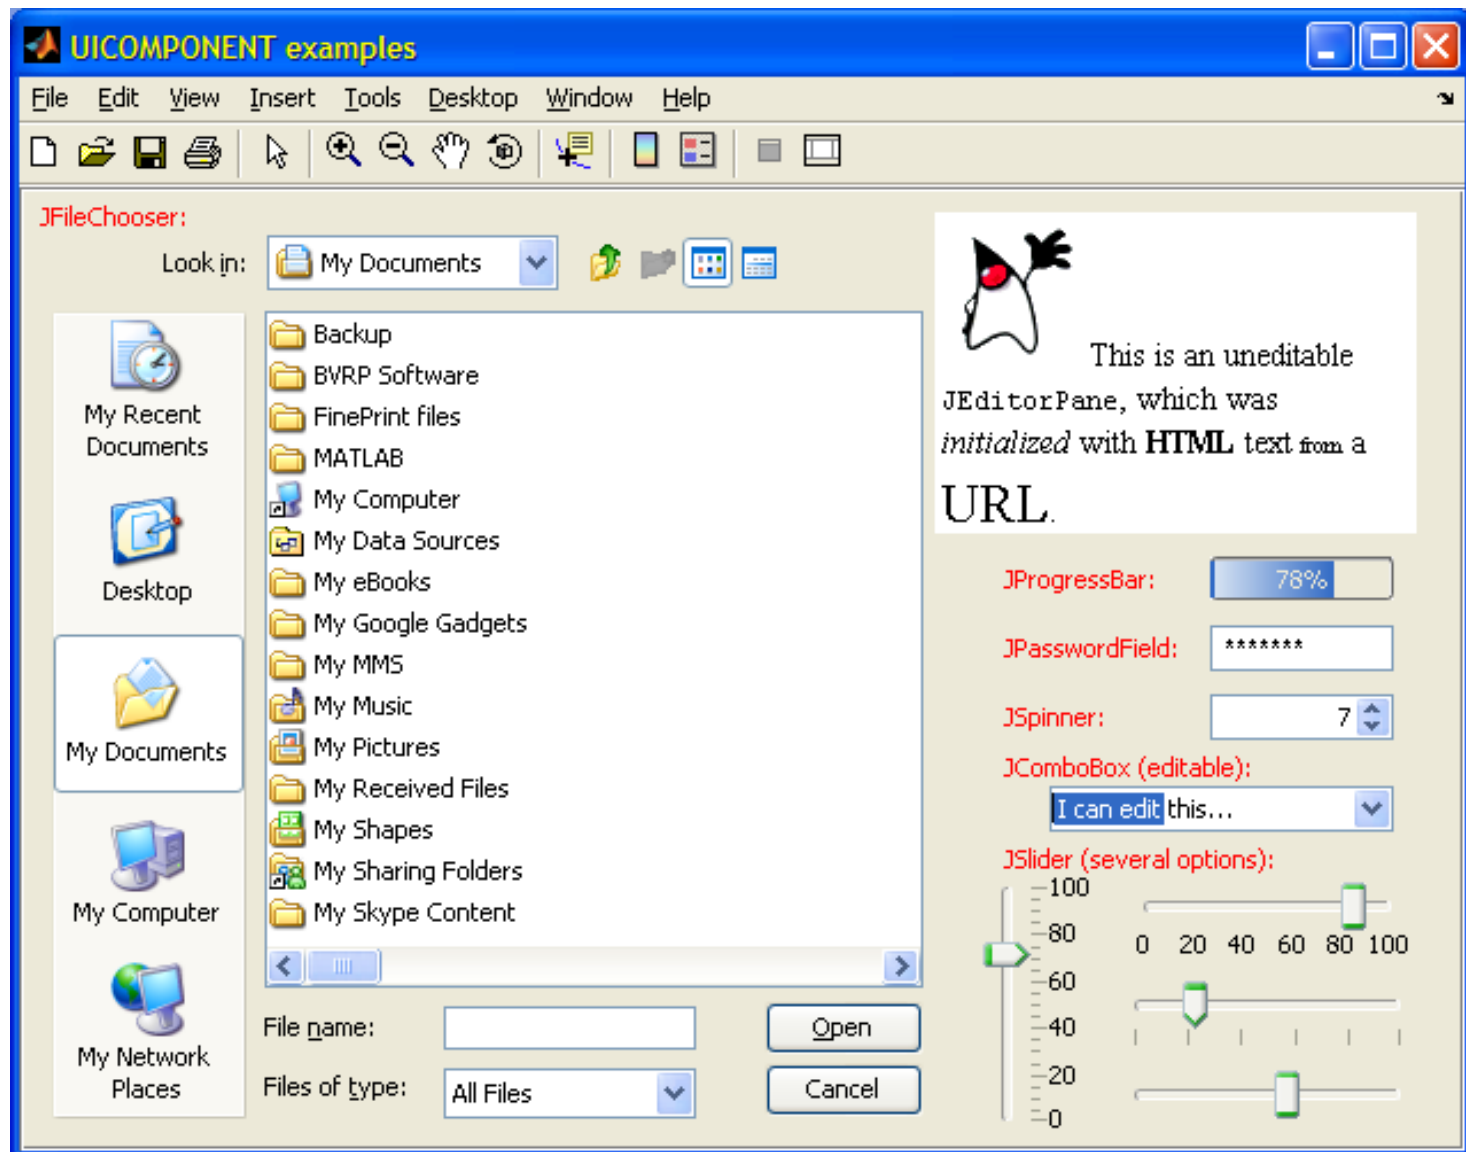 UICOMPONENT examples
File Edit View Insert Tools Desktop Window Help
JFileChooser:
Look in: My Documents
My Recent
Documents
Desktop
My Documents
My Computer
My Network
Places
Backup
BVRP Software
FinePrint files
MATLAB
My Computer
My Data Sources
My eBooks
My Google Gadgets
My MMS
My Music
My Pictures
My Received Files
My Shapes
My Sharing Folders
My Skype Content
File name:
Open
Files of type: All Files
Cancel
This is an uneditable
JEditorPane, which was
initialized with HTML text from a
URL.
JProgressBar: 78%
JPasswordField: *******
JSpinner: 7
JComboBox (editable):
I can edit this...
JSlider (several options):
100
80
60
40
20
0
0 20 40 60 80 100